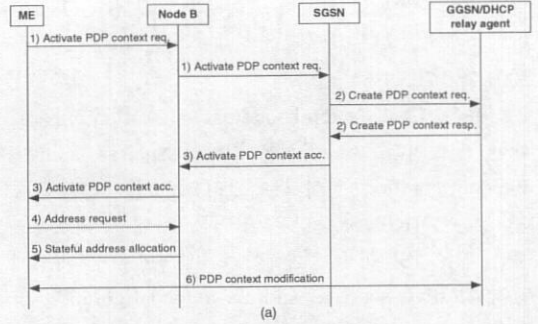 ME
Node B
SGSN
GGSN/DHCP
relay agent
1) Activate PDP context req.
1) Activate PDP context req.
2) Create PDP context req.
2) Create PDP context resp.
3) Activate PDP context acc.
3) Activate PDP context acc.
4) Address request
5) Stateful address allocation
6) PDP context modification
(a)